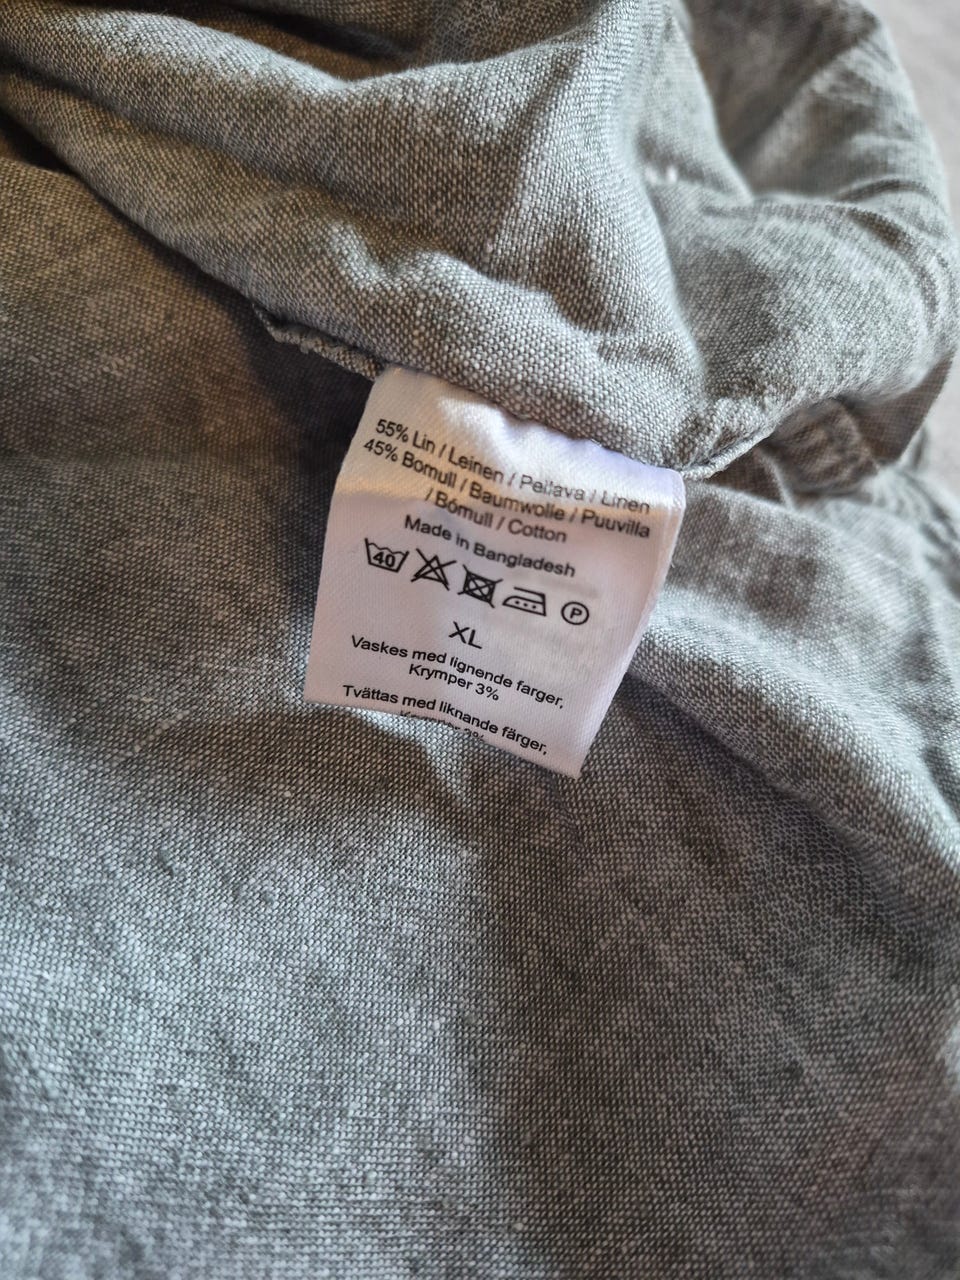 55% Lin / Leinen / Pellava / Linen
45% Bomull / Baumwolle / Puuvilla
/ Bómull / Cotton
Made in Bangladesh
40 P
XL
Vaskes med lignende farger,
Krymper 3%
Tvättas med liknande färger,